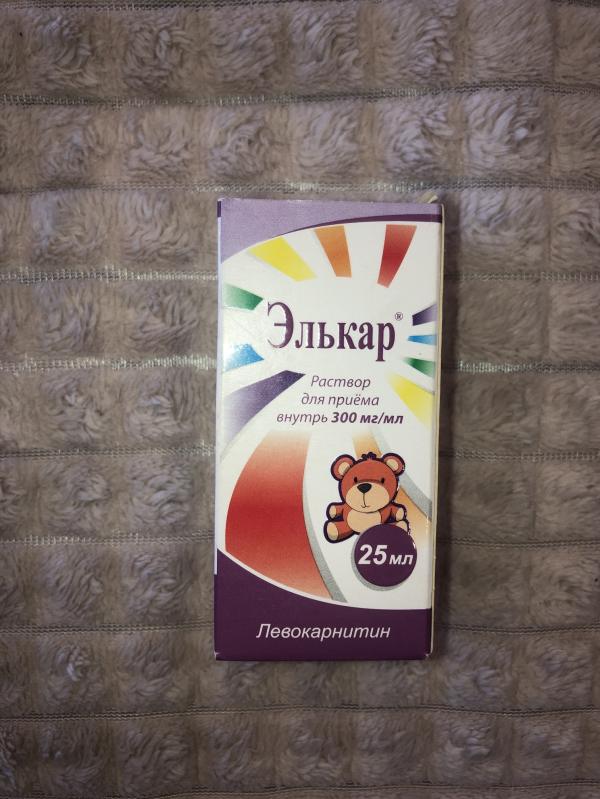 Элькар®
Раствор
для приёма
внутрь 300 мг/мл
25 мл
Левокарнитин